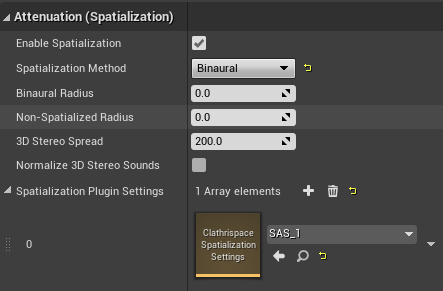 Attenuation (Spatialization)
Enable Spatialization
Spatialization Method Binaural
Binaural Radius 0.0
Non-Spatialized Radius 0.0
3D Stereo Spread 200.0
Normalize 3D Stereo Sounds
Spatialization Plugin Settings 1 Array elements
0
Clathrispace
Spatialization
Settings
SAS_1